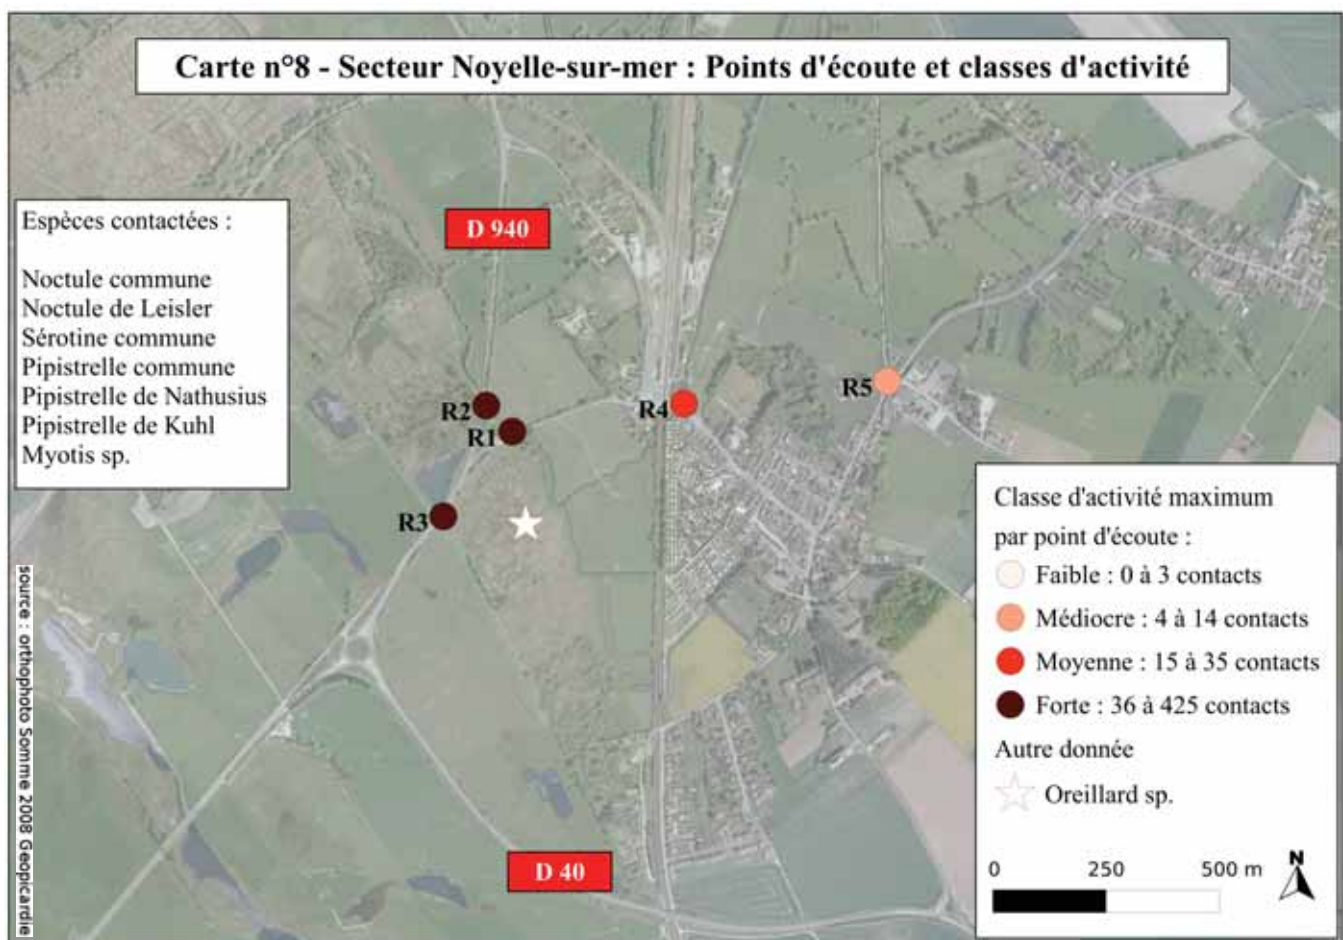 Carte n°8 - Secteur Noyelle-sur-mer : Points d'écoute et classes d'activité
Espèces contactées :
Noctule commune
Noctule de Leisler
Sérotine commune
Pipistrelle commune
Pipistrelle de Nathusius
Pipistrelle de Kuhl
Myotis sp.
D 940
R2
R1
R3
R4
R5
D 40
Classe d'activité maximum
par point d'écoute :
Faible : 0 à 3 contacts
Médiocre : 4 à 14 contacts
Moyenne : 15 à 35 contacts
Forte : 36 à 425 contacts
Autre donnée
Oreillard sp.
0 250 500 m
N
source : orthophoto Somme 2008 Geopicardie